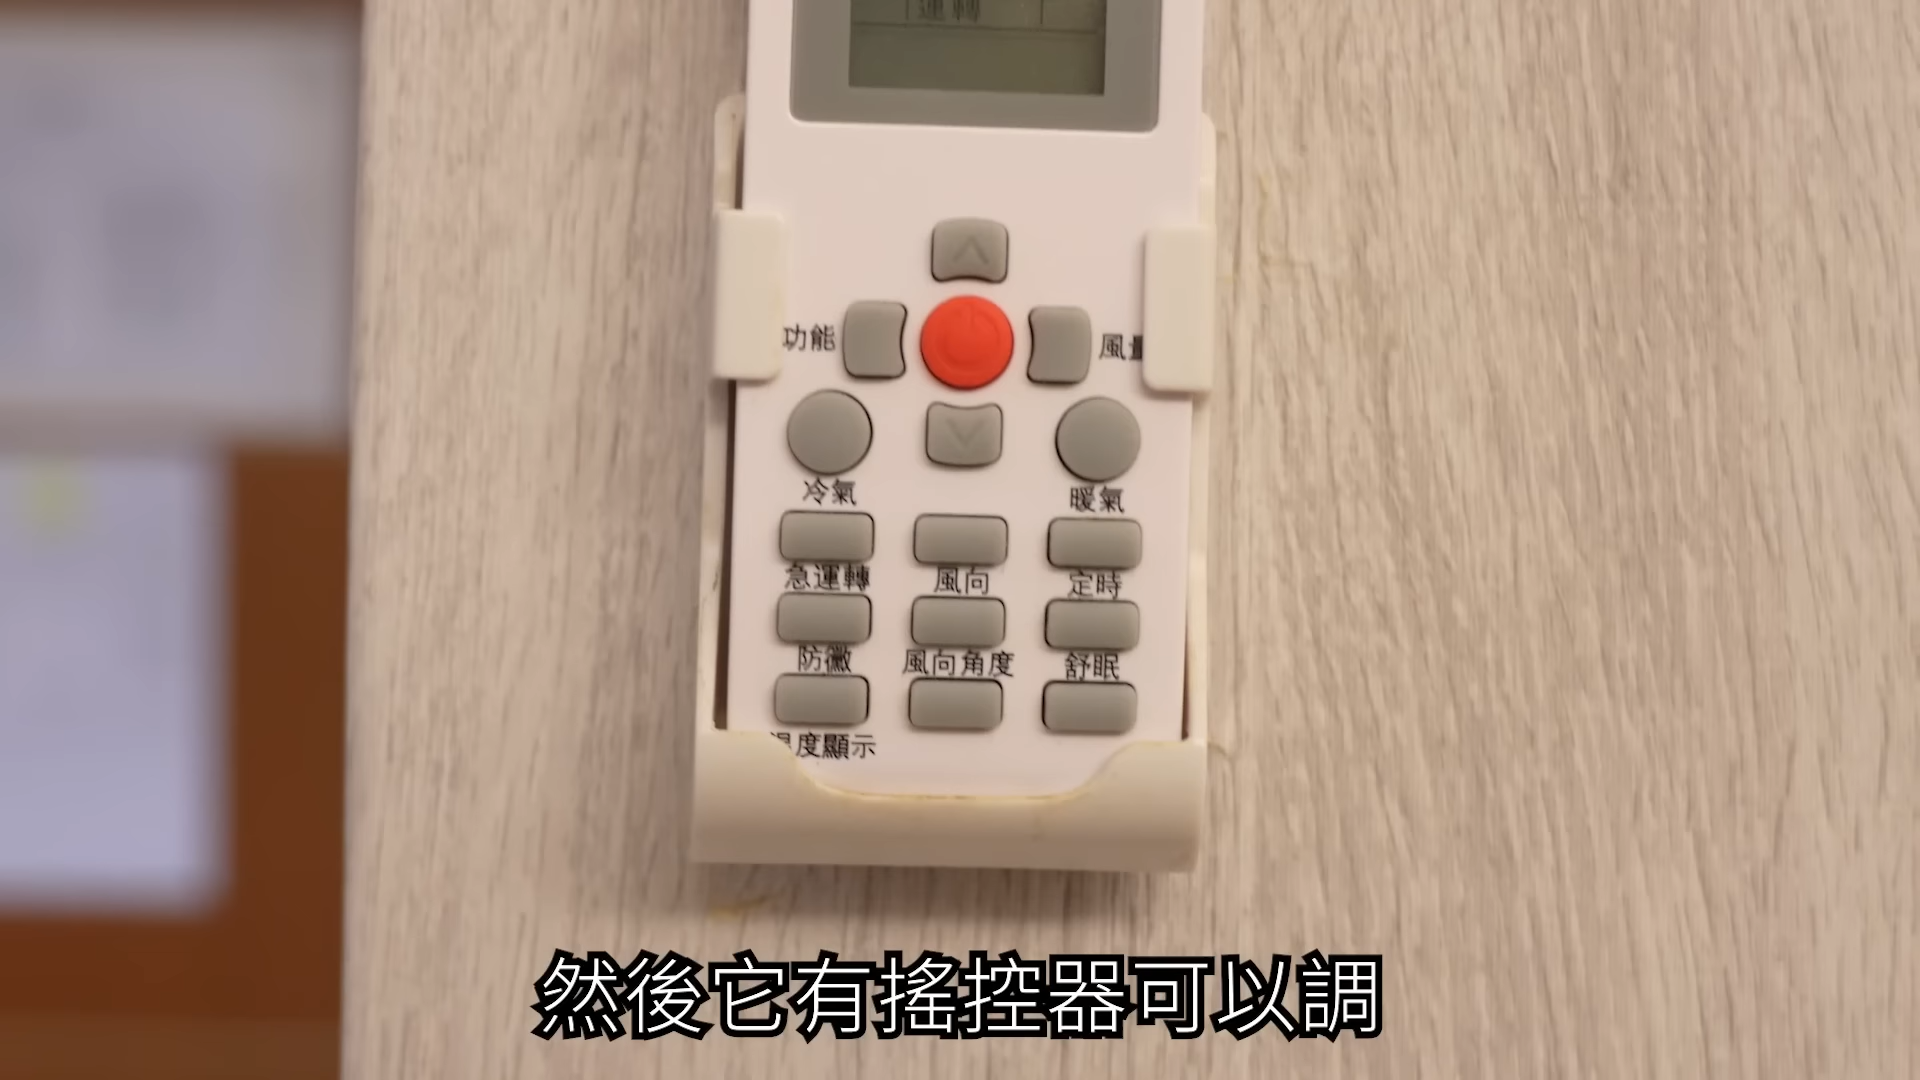 運轉
功能
風量
冷氣
暖氣
急運轉
風向
定時
防黴
風向角度
舒眠
溫度顯示
然後它有搖控器可以調